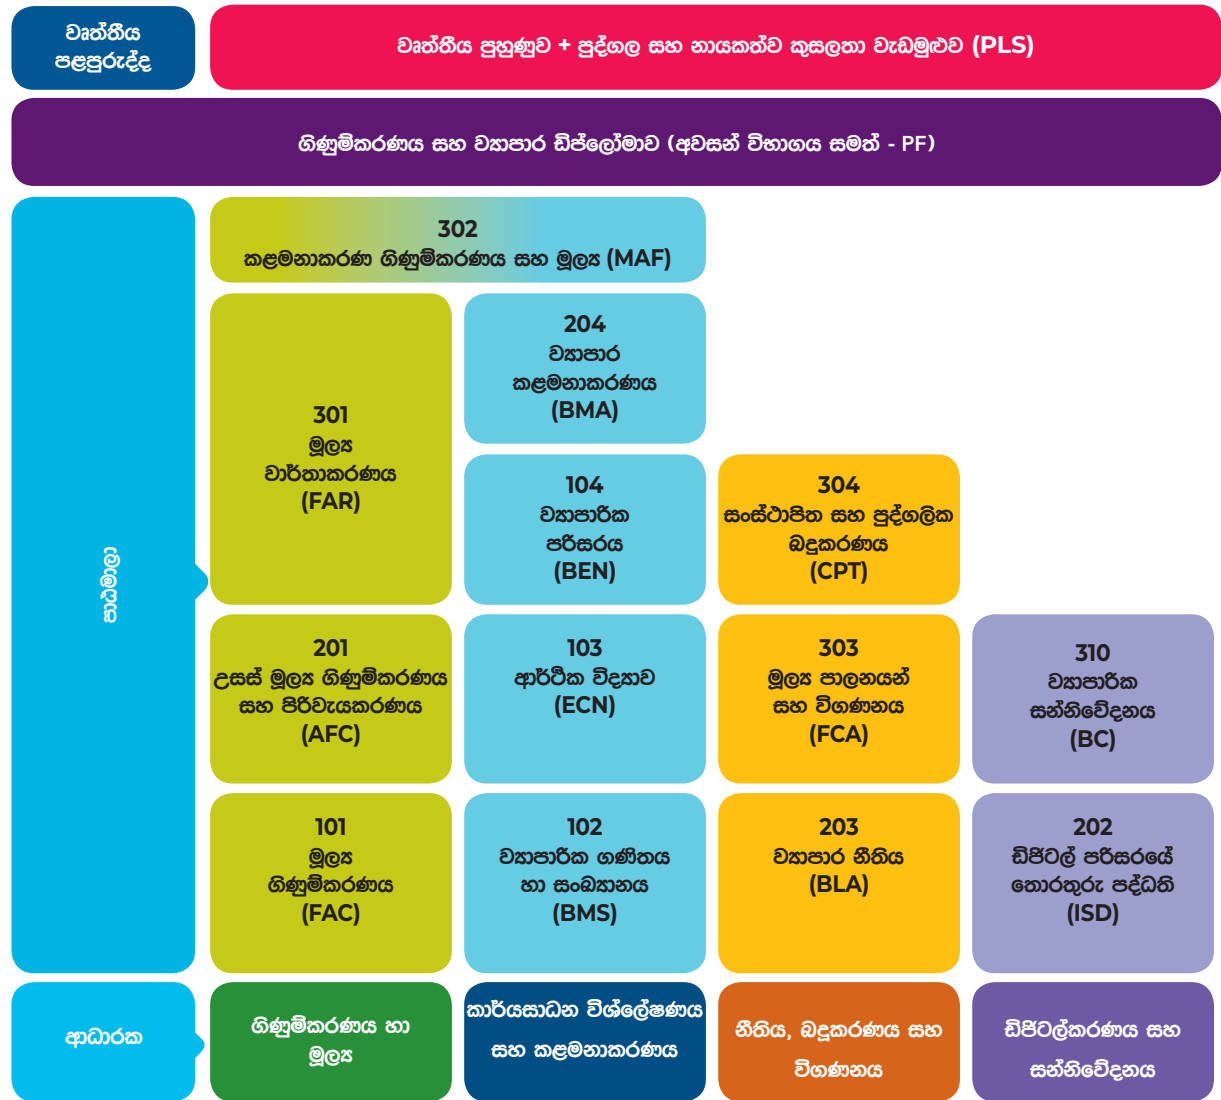 වෘත්තීය
පළපුරුද්ද
වෘත්තීය පුහුණුව + පුද්ගල සහ නායකත්ව කුසලතා වැඩමුළුව (PLS)
ගිණුම්කරණය සහ ව්‍යාපාර ඩිප්ලෝමාව (අවසන් විභාගය සමත් - PF)
302
කළමනාකරණ ගිණුම්කරණය සහ මූල්‍ය (MAF)
පාඨමාලා
301
මූල්‍ය
වාර්තාකරණය
(FAR)
204
ව්‍යාපාර
කළමනාකරණය
(BMA)
104
ව්‍යාපාරික
පරිසරය
(BEN)
304
සංස්ථාපිත සහ පුද්ගලික
බදුකරණය
(CPT)
201
උසස් මූල්‍ය ගිණුම්කරණය
සහ පිරිවැයකරණය
(AFC)
103
ආර්ථික විද්‍යාව
(ECN)
303
මූල්‍ය පාලනයන්
සහ විගණනය
(FCA)
310
ව්‍යාපාරික
සන්නිවේදනය
(BC)
101
මූල්‍ය
ගිණුම්කරණය
(FAC)
102
ව්‍යාපාරික ගණිතය
හා සංඛ්‍යානය
(BMS)
203
ව්‍යාපාර නීතිය
(BLA)
202
ඩිජිටල් පරිසරයේ
තොරතුරු පද්ධති
(ISD)
ආධාරක
ගිණුම්කරණය හා
මූල්‍ය
කාර්යසාධන විශ්ලේෂණය
සහ කළමනාකරණය
නීතිය, බදුකරණය සහ
විගණනය
ඩිජිටල්කරණය සහ
සන්නිවේදනය